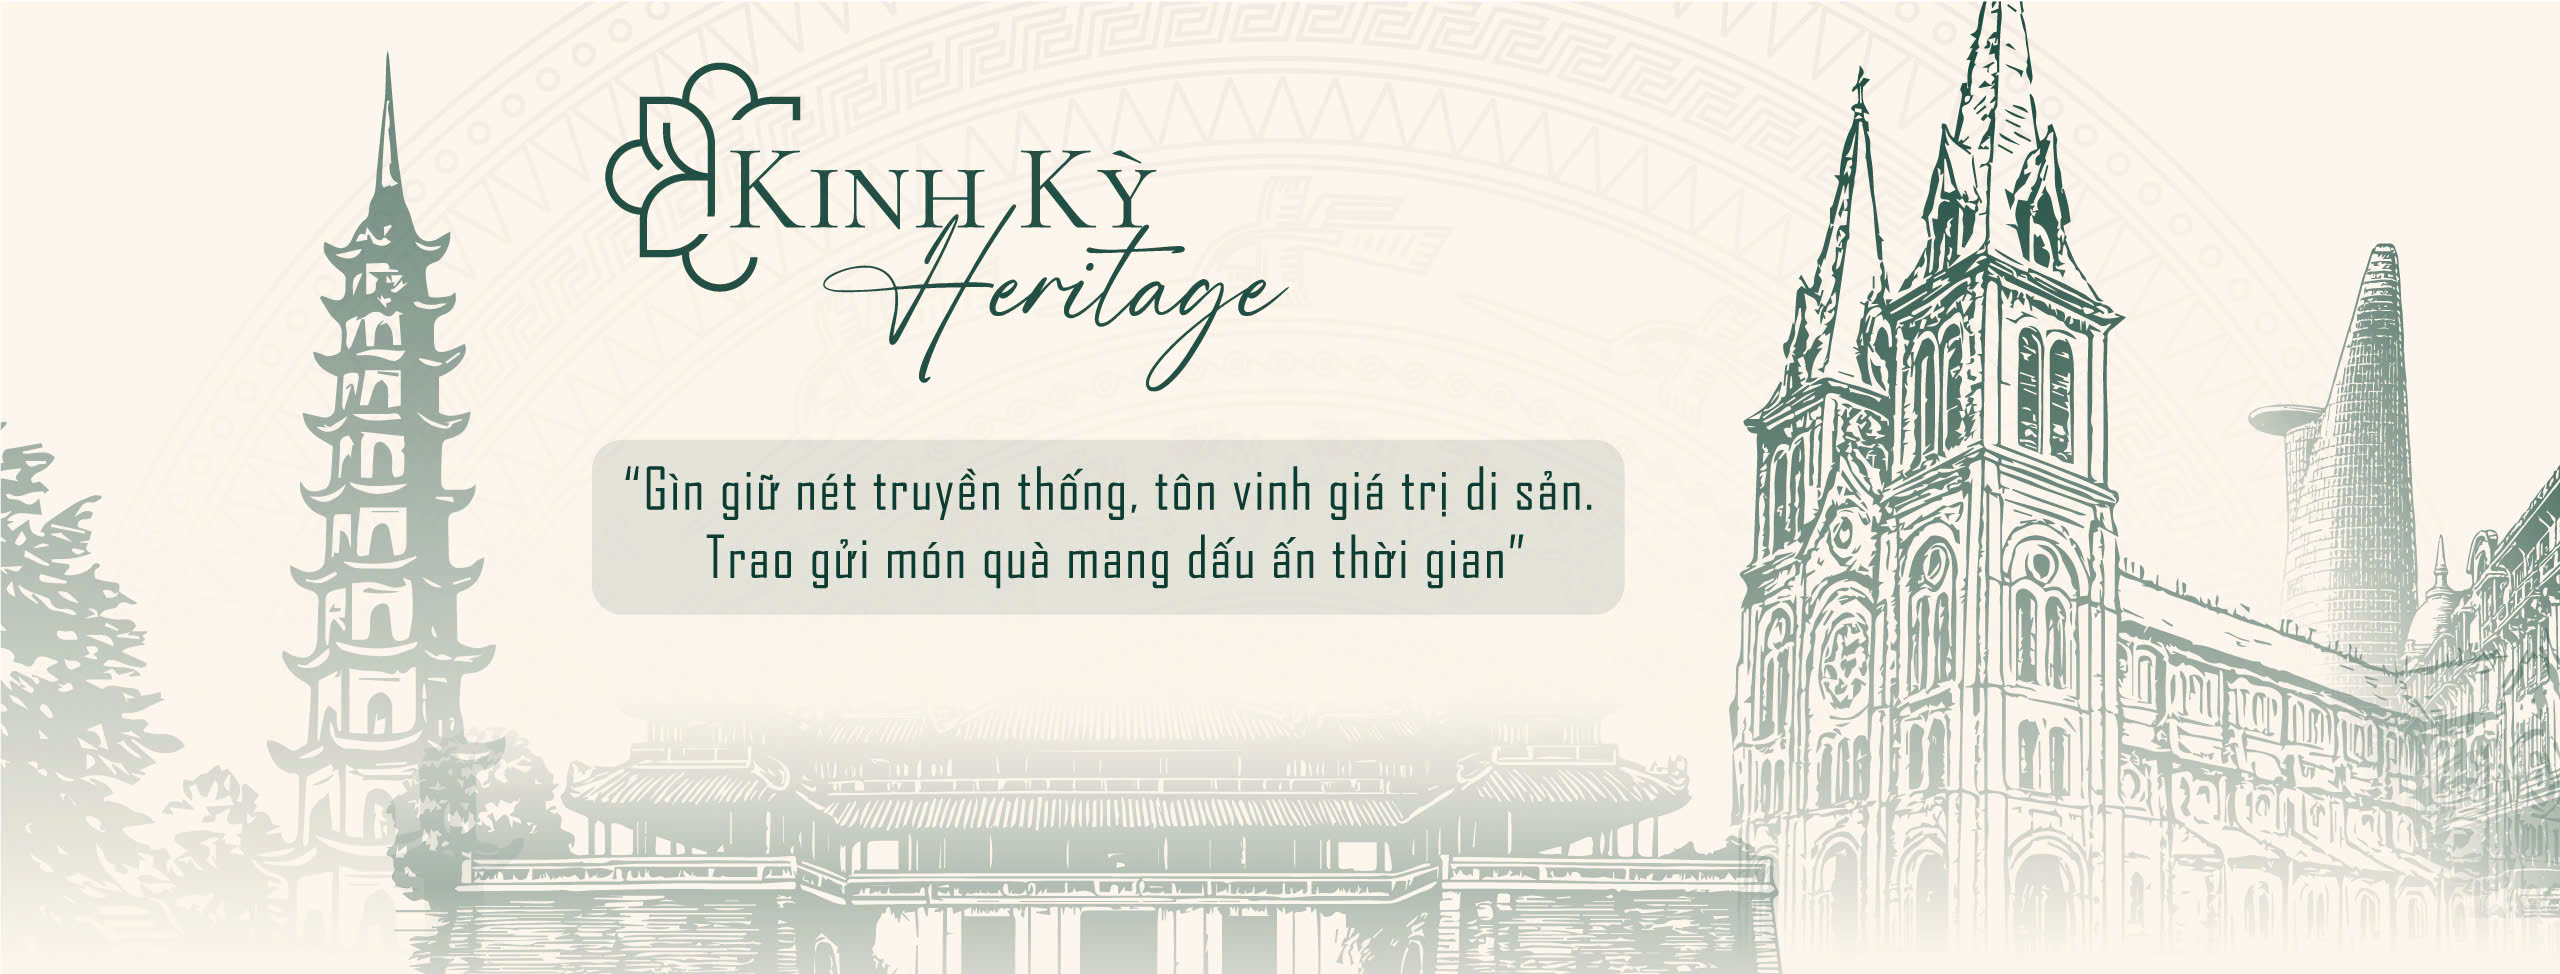 KINH KỲ
Heritage
“Gìn giữ nét truyền thống, tôn vinh giá trị di sản.
Trao gửi món quà mang dấu ấn thời gian”